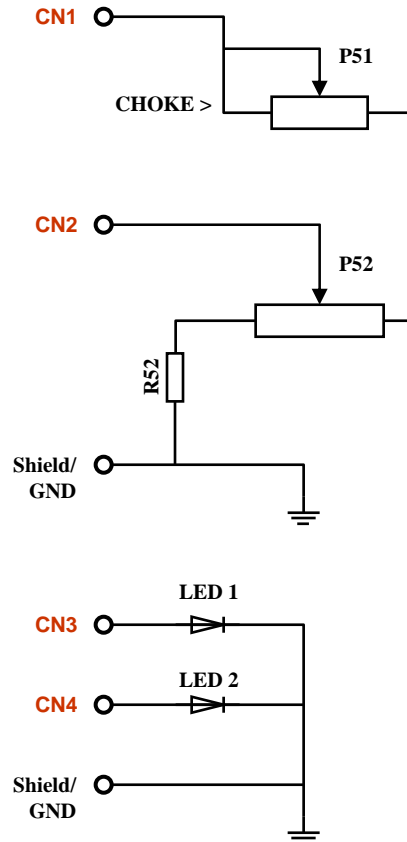 CN1
P51
CHOKE >
CN2
P52
R52
Shield/
GND
LED 1
CN3
LED 2
CN4
Shield/
GND